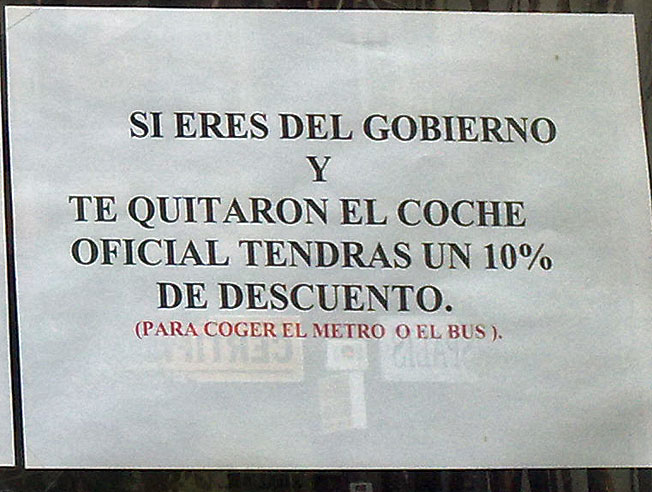 SI ERES DEL GOBIERNO
Y
TE QUITARON EL COCHE
OFICIAL TENDRAS UN 10%
DE DESCUENTO.
(PARA COGER EL METRO O EL BUS ).